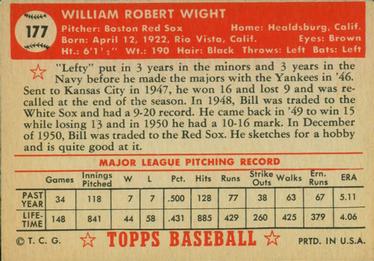 177
WILLIAM ROBERT WIGHT
Pitcher: Boston Red Sox Home: Healdsburg, Calif.
Born: April 12, 1922, Rio Vista, Calif. Eyes: Brown
Ht.: 6'1" Wt.: 190 Hair: Black Throws: Left Bats: Left
☆ "Lefty" put in 3 years in the minors and 3 years in the
Navy before he made the majors with the Yankees in '46.
Sent to Kansas City in 1947, he won 16 and lost 9 and was re-
called at the end of the season. In 1948, Bill was traded to the
White Sox and had a 9-20 record. He came back in '49 to win 15
while losing 13 and in 1950 he had a 10-16 mark. In December
of 1950, Bill was traded to the Red Sox. He sketches for a hobby
and is quite good at it.
MAJOR LEAGUE PITCHING RECORD
Games Innings Pitched W L Pct. Hits Runs Strike Outs Walks Ern. Runs ERA
PAST YEAR 34 118 7 7 .500 128 77 38 63 67 5.11
LIFE-TIME 148 841 44 58 .431 885 429 230 426 379 4.06
© T. C. G. ☆ TOPPS BASEBALL ☆ PRTD. IN U.S.A.